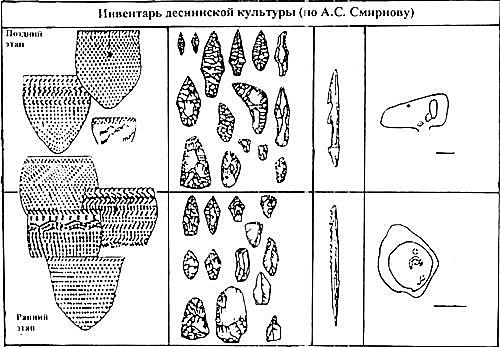 Инвентарь деснинской культуры (по А.С. Смирнову)
Поздний
этап
Ранний
этап